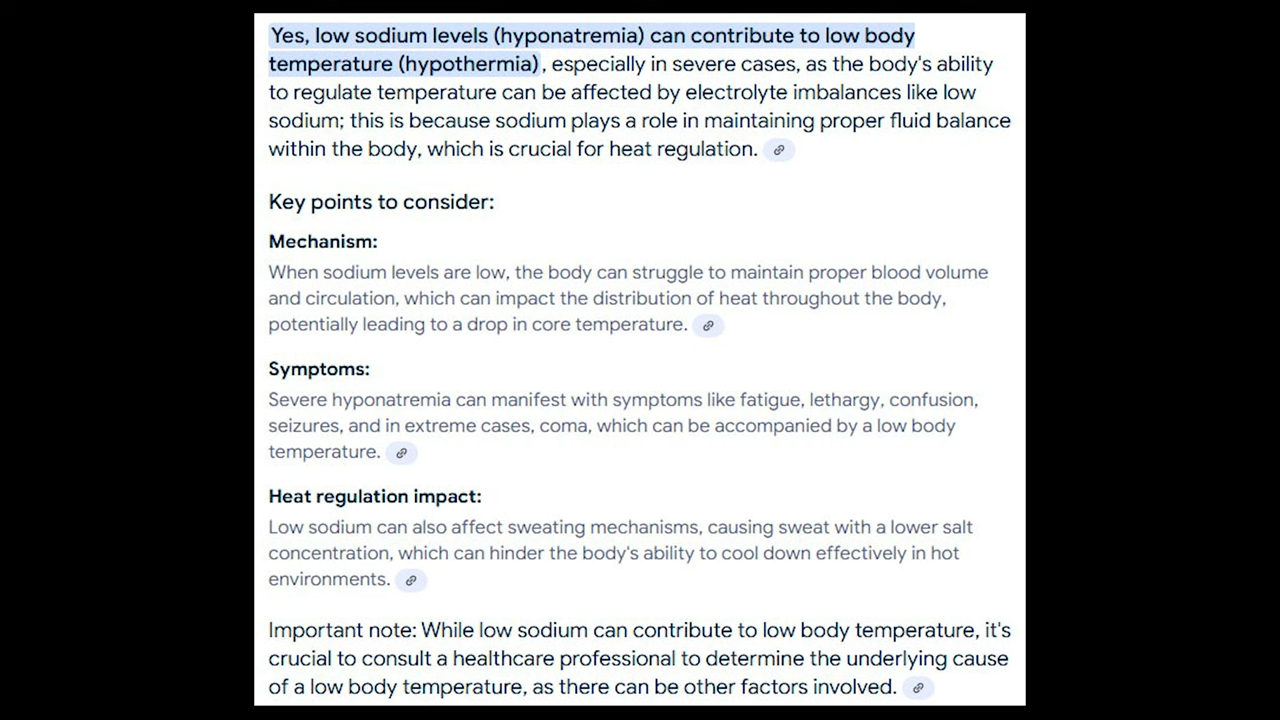 Yes, low sodium levels (hyponatremia) can contribute to low body
temperature (hypothermia), especially in severe cases, as the body's ability
to regulate temperature can be affected by electrolyte imbalances like low
sodium; this is because sodium plays a role in maintaining proper fluid balance
within the body, which is crucial for heat regulation.
Key points to consider:
Mechanism:
When sodium levels are low, the body can struggle to maintain proper blood volume
and circulation, which can impact the distribution of heat throughout the body,
potentially leading to a drop in core temperature.
Symptoms:
Severe hyponatremia can manifest with symptoms like fatigue, lethargy, confusion,
seizures, and in extreme cases, coma, which can be accompanied by a low body
temperature.
Heat regulation impact:
Low sodium can also affect sweating mechanisms, causing sweat with a lower salt
concentration, which can hinder the body's ability to cool down effectively in hot
environments.
Important note: While low sodium can contribute to low body temperature, it's
crucial to consult a healthcare professional to determine the underlying cause
of a low body temperature, as there can be other factors involved.